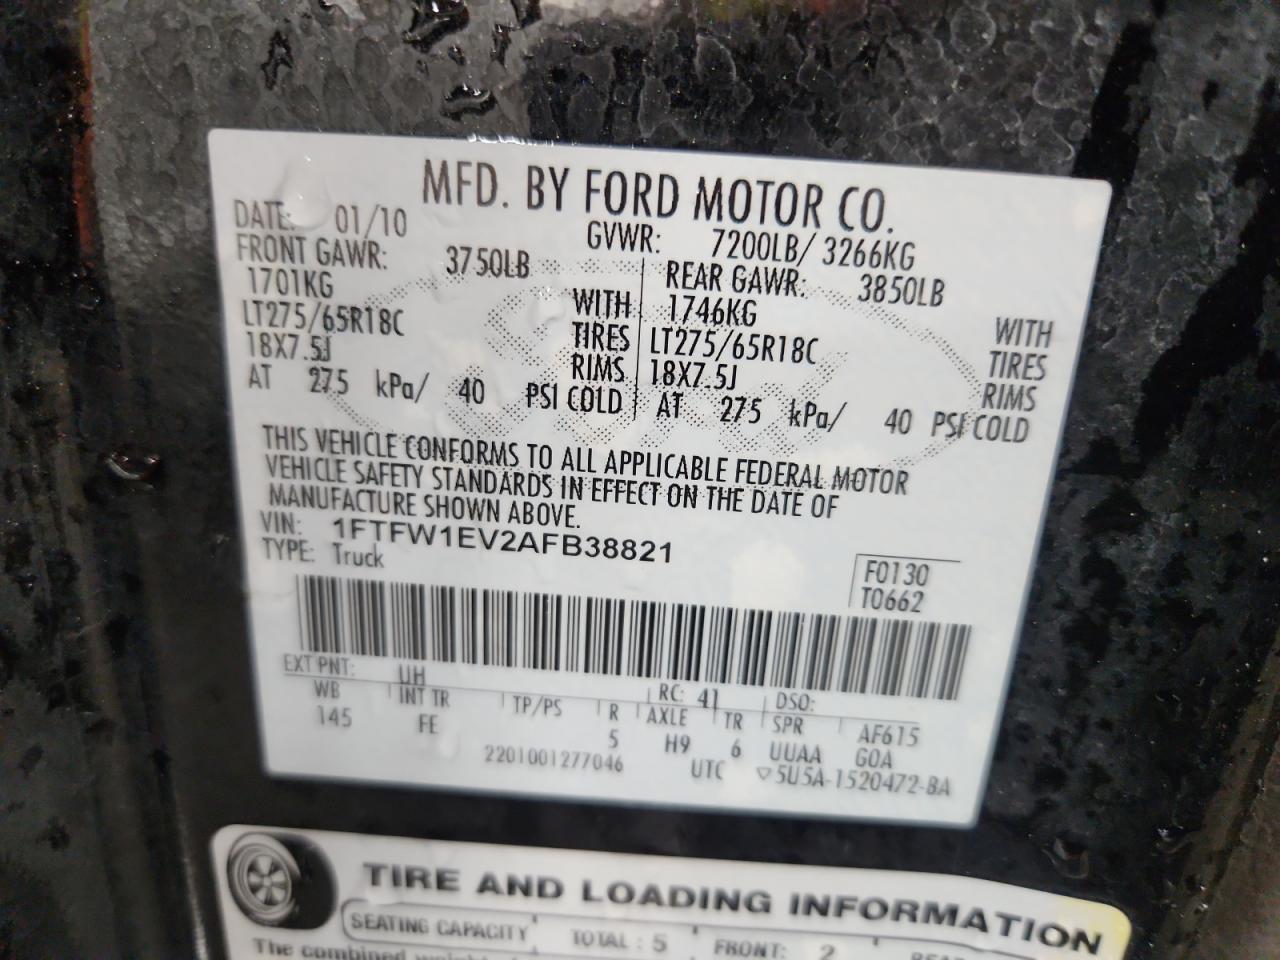 MFD. BY FORD MOTOR CO.
DATE: 01/10 GVWR: 7200LB/ 3266KG
FRONT GAWR: 3750LB REAR GAWR: 3850LB
1701KG WITH 1746KG WITH
LT275/65R18C TIRES LT275/65R18C TIRES
18X7.5J RIMS 18X7.5J RIMS
AT 275 kPa/ 40 PSI COLD AT 275 kPa/ 40 PSI COLD
THIS VEHICLE CONFORMS TO ALL APPLICABLE FEDERAL MOTOR
VEHICLE SAFETY STANDARDS IN EFFECT ON THE DATE OF
MANUFACTURE SHOWN ABOVE.
VIN: 1FTFW1EV2AFB38821
TYPE: Truck
F0130
T0662
EXT PNT: UH RC: 41 DSO:
WB INT TR TP/PS R AXLE TR SPR AF615
145 FE 5 H9 6 UUAA GOA
2201001277046 UTC ▽5U5A-1520472-BA
TIRE AND LOADING INFORMATION
SEATING CAPACITY TOTAL : 5 FRONT: 2
The combined